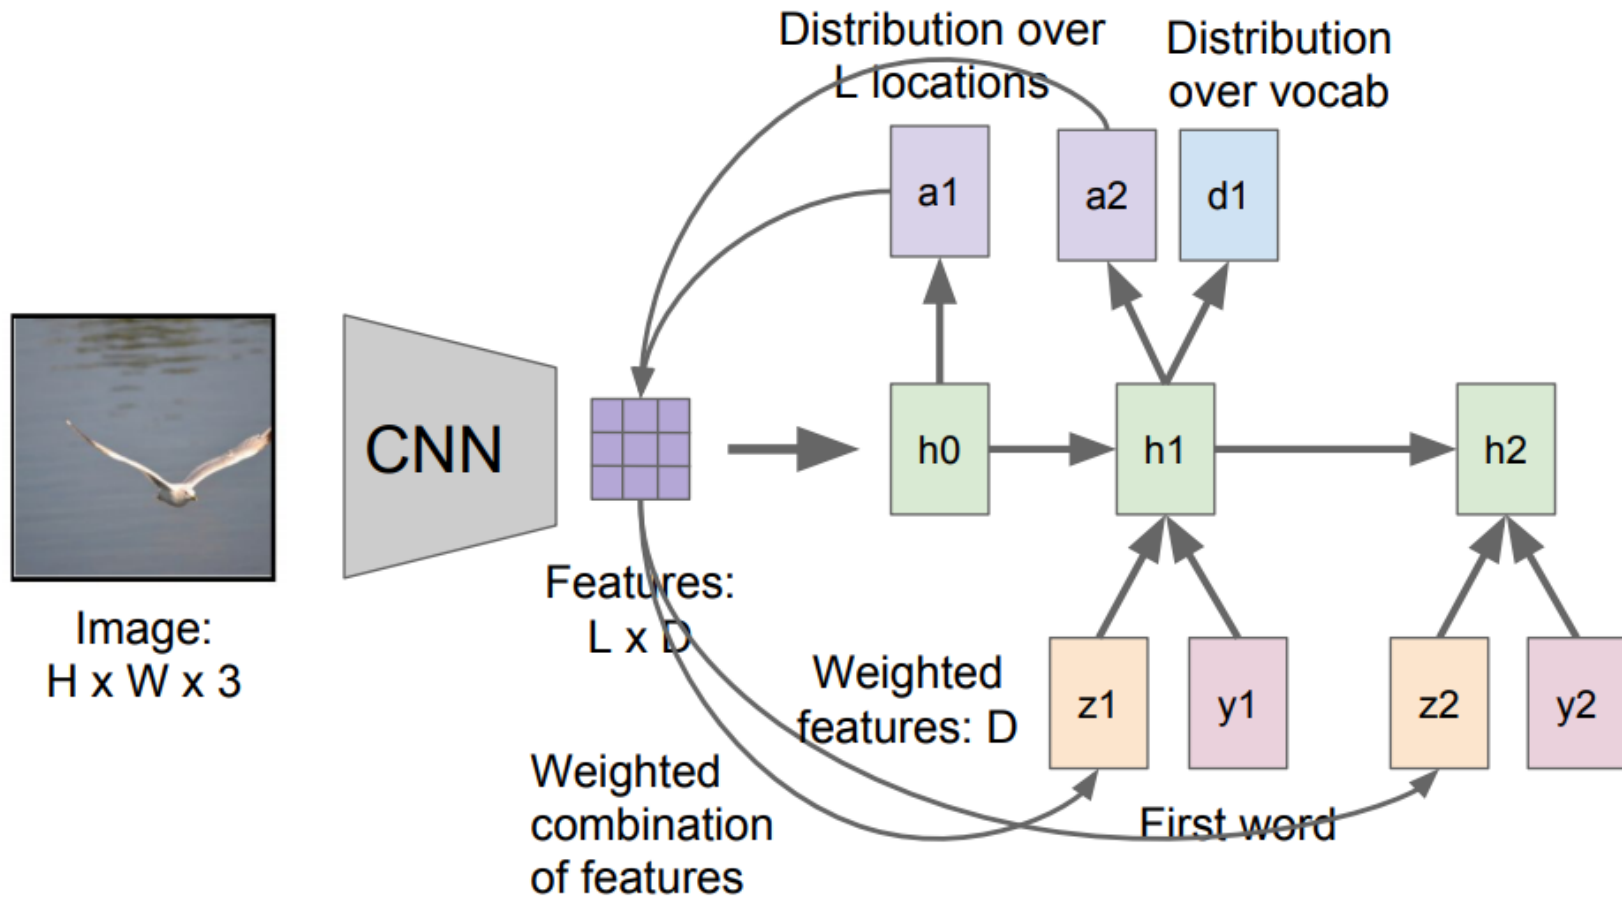 Distribution over
L locations
Distribution
over vocab
a1
a2
d1
CNN
h0
h1
h2
Image:
H x W x 3
Features:
L x D
Weighted
features: D
z1
y1
z2
y2
Weighted
combination
of features
First word